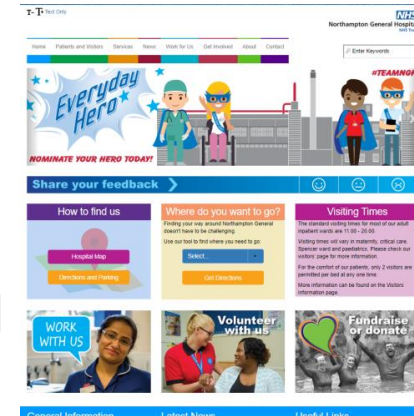 T- T+ Text Only
NHS
Northampton General Hospital
NHS Trust
Home Patients and Visitors Services News Work for Us Get Involved About Contact
Enter Keywords
#TEAMNGH
Everyday
Hero
NOMINATE YOUR HERO TODAY!
Share your feedback
How to find us
Hospital Map
Directions and Parking
Where do you want to go?
Finding your way around Northampton General
doesn't have to be challenging.
Use our tool to find where you need to go:
Select...
Get Directions
Visiting Times
The standard visiting times for most of our adult
inpatient wards are 11:00 - 20:00.
Visiting times will vary in maternity, critical care,
Spencer ward and paediatrics. Please check our
visitors' page for more information.
For the comfort of our patients, only 2 visitors are
permitted per bed at any one time.
More information can be found on the Visitors
Information page.
WORK
WITH US
Volunteer
with us
Fundraise
or donate
General Information
Latest News
Useful Links